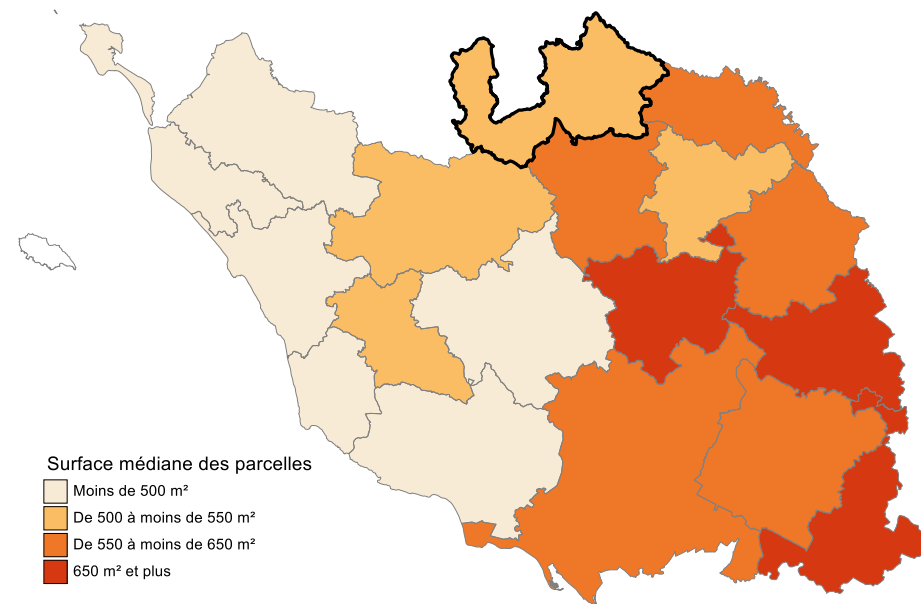 Surface médiane des parcelles
Moins de 500 m²
De 500 à moins de 550 m²
De 550 à moins de 650 m²
650 m² et plus